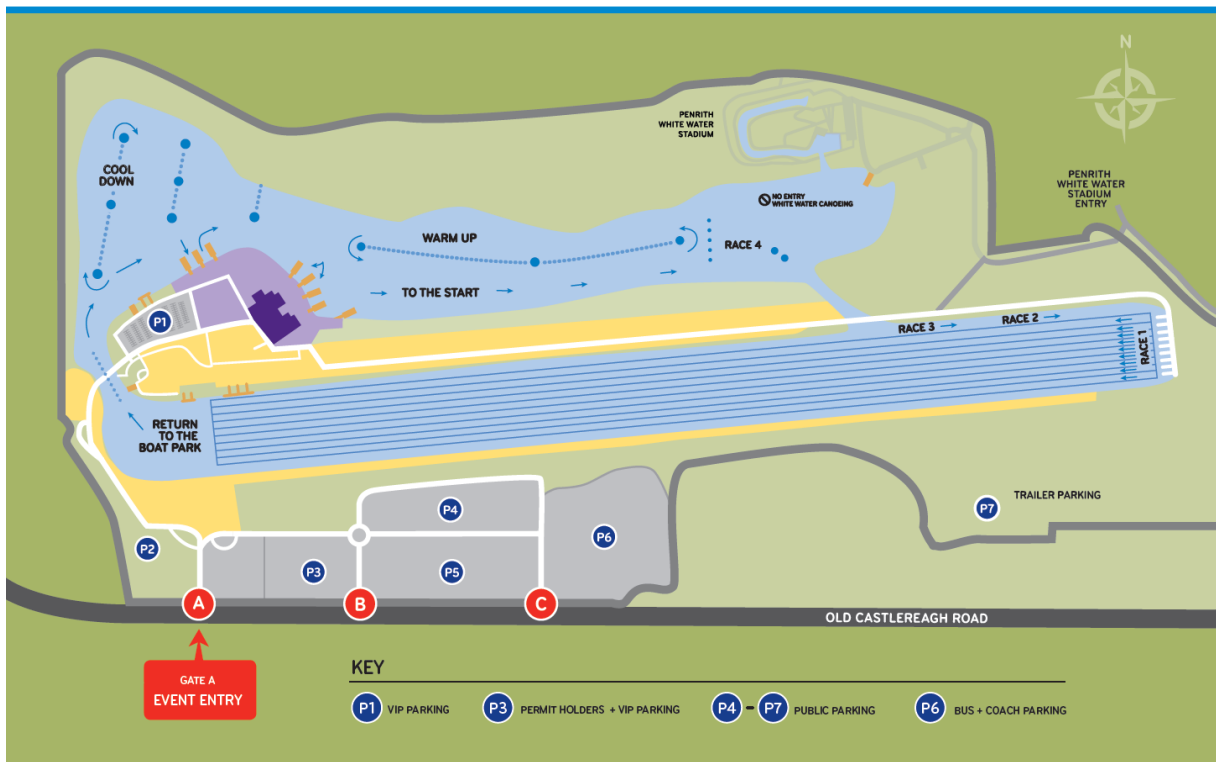 N
PENRITH
WHITE WATER
STADIUM
COOL
DOWN
PENRITH
WHITE WATER
STADIUM
ENTRY
NO ENTRY
WHITE WATER CANOEING
WARM UP
RACE 4
TO THE START
P1
RACE 3
RACE 2
RACE 1
RETURN
TO THE
BOAT PARK
P4
P7
TRAILER PARKING
P2
P6
P3
P5
A
B
C
OLD CASTLEREAGH ROAD
GATE A
EVENT ENTRY
KEY
P1 VIP PARKING
P3 PERMIT HOLDERS + VIP PARKING
P4 - P7 PUBLIC PARKING
P6 BUS + COACH PARKING